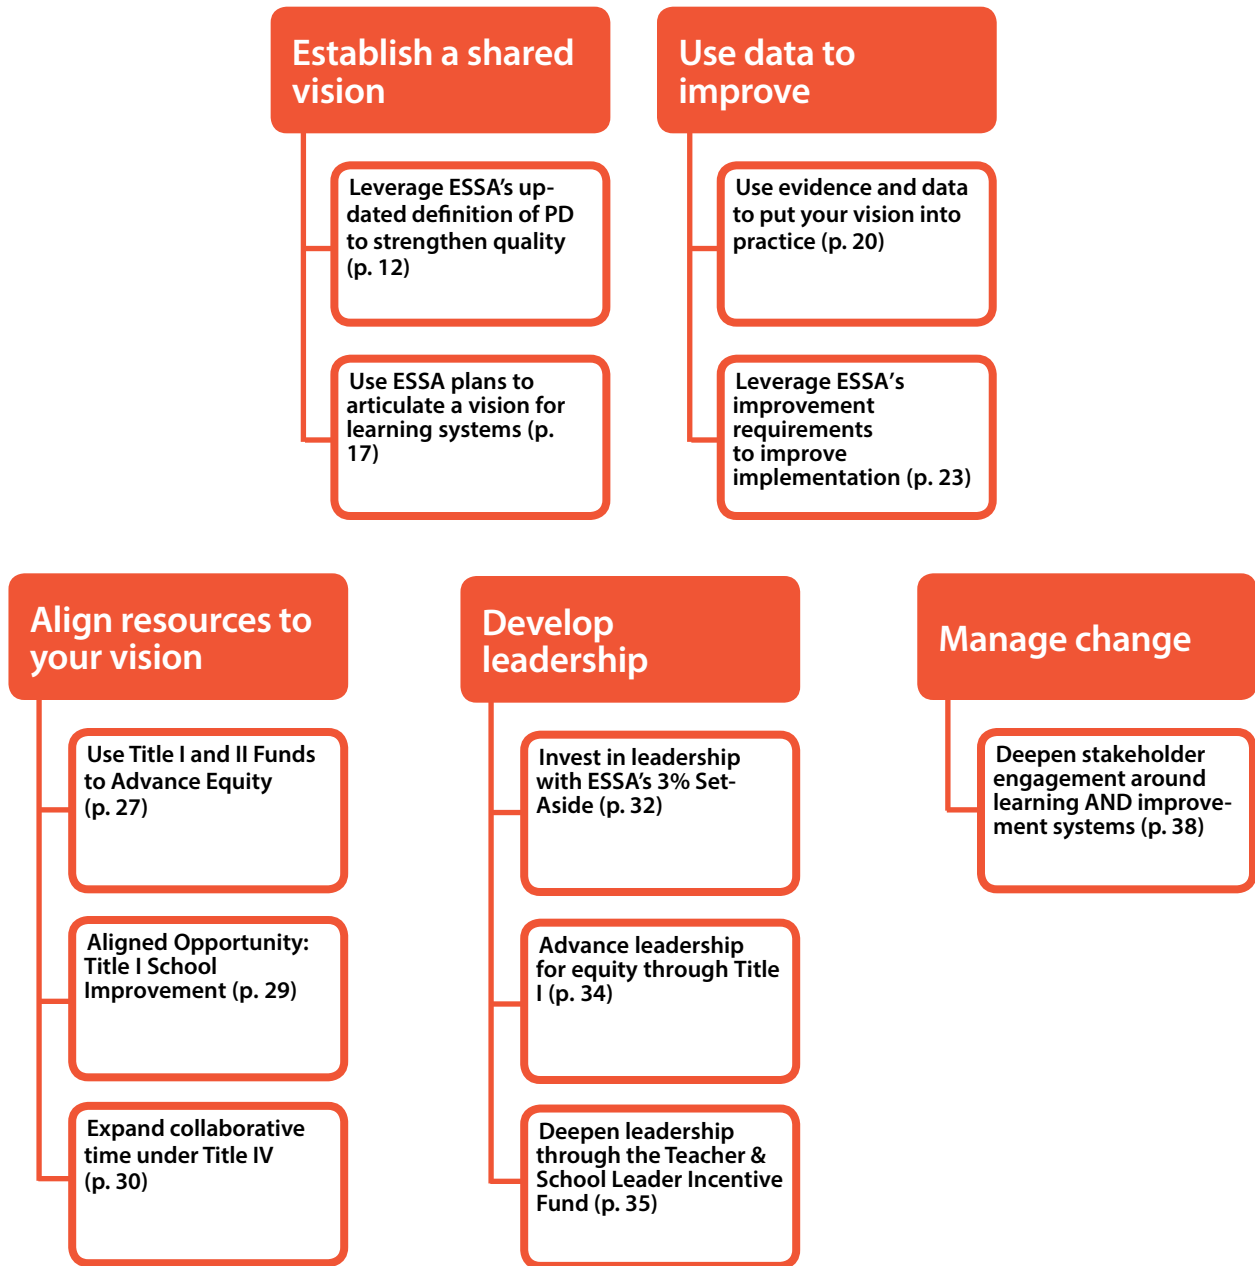 Establish a shared
vision
Leverage ESSA's up-
dated definition of PD
to strengthen quality
(p. 12)
Use ESSA plans to
articulate a vision for
learning systems (p.
17)
Use data to
improve
Use evidence and data
to put your vision into
practice (p. 20)
Leverage ESSA's
improvement
requirements
to improve
implementation (p. 23)
Align resources to
your vision
Use Title I and II Funds
to Advance Equity
(p. 27)
Aligned Opportunity:
Title I School
Improvement (p. 29)
Expand collaborative
time under Title IV
(p. 30)
Develop
leadership
Invest in leadership
with ESSA's 3% Set-
Aside (p. 32)
Advance leadership
for equity through Title
I (p. 34)
Deepen leadership
through the Teacher &
School Leader Incentive
Fund (p. 35)
Manage change
Deepen stakeholder
engagement around
learning AND improve-
ment systems (p. 38)